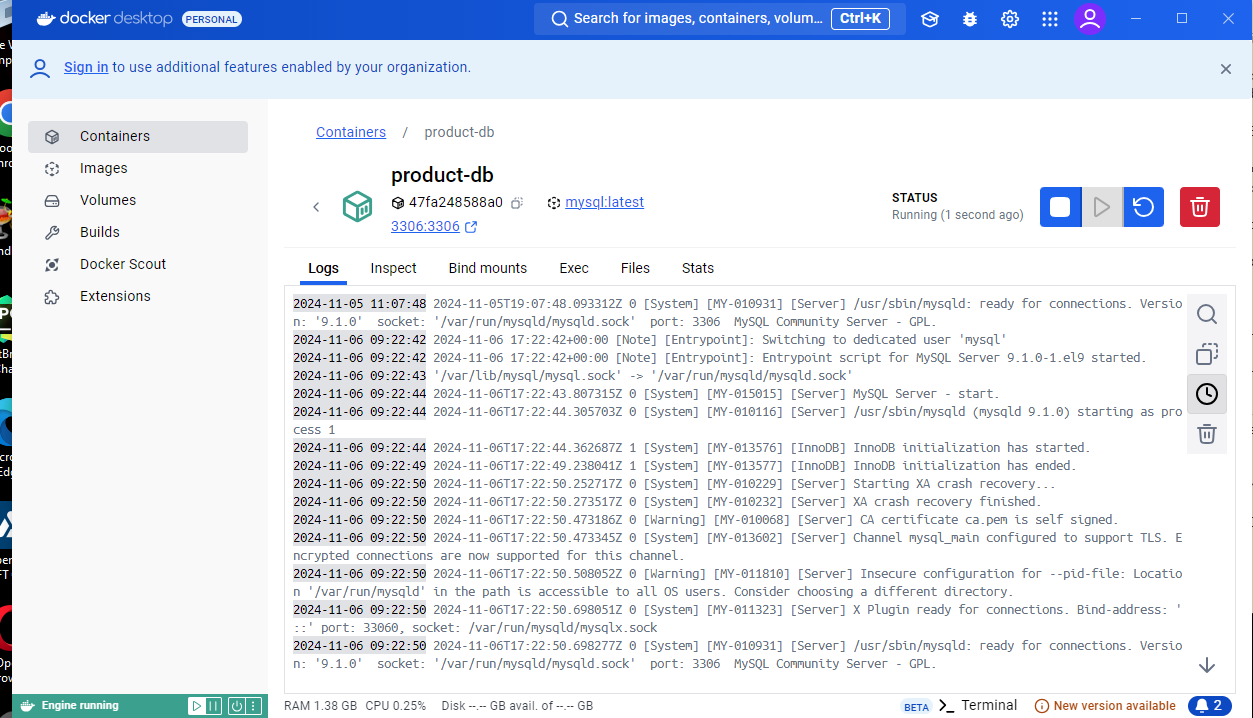 docker desktop PERSONAL
Search for images, containers, volum... Ctrl+K
Sign in to use additional features enabled by your organization.
Containers
Images
Volumes
Builds
Docker Scout
Extensions
Containers / product-db
product-db
47fa248588a0 mysql:latest
3306:3306
STATUS
Running (1 second ago)
Logs Inspect Bind mounts Exec Files Stats
2024-11-05 11:07:48 2024-11-05T19:07:48.093312Z 0 [System] [MY-010931] [Server] /usr/sbin/mysqld: ready for connections. Versio
n: '9.1.0'  socket: '/var/run/mysqld/mysqld.sock'  port: 3306  MySQL Community Server - GPL.
2024-11-06 09:22:42 2024-11-06 17:22:42+00:00 [Note] [Entrypoint]: Switching to dedicated user 'mysql'
2024-11-06 09:22:42 2024-11-06 17:22:42+00:00 [Note] [Entrypoint]: Entrypoint script for MySQL Server 9.1.0-1.el9 started.
2024-11-06 09:22:43 '/var/lib/mysql/mysql.sock' -> '/var/run/mysqld/mysqld.sock'
2024-11-06 09:22:44 2024-11-06T17:22:43.807315Z 0 [System] [MY-015015] [Server] MySQL Server - start.
2024-11-06 09:22:44 2024-11-06T17:22:44.305703Z 0 [System] [MY-010116] [Server] /usr/sbin/mysqld (mysqld 9.1.0) starting as pro
cess 1
2024-11-06 09:22:44 2024-11-06T17:22:44.362687Z 1 [System] [MY-013576] [InnoDB] InnoDB initialization has started.
2024-11-06 09:22:49 2024-11-06T17:22:49.238041Z 1 [System] [MY-013577] [InnoDB] InnoDB initialization has ended.
2024-11-06 09:22:50 2024-11-06T17:22:50.252717Z 0 [System] [MY-010229] [Server] Starting XA crash recovery...
2024-11-06 09:22:50 2024-11-06T17:22:50.273517Z 0 [System] [MY-010232] [Server] XA crash recovery finished.
2024-11-06 09:22:50 2024-11-06T17:22:50.473186Z 0 [Warning] [MY-010068] [Server] CA certificate ca.pem is self signed.
2024-11-06 09:22:50 2024-11-06T17:22:50.473345Z 0 [System] [MY-013602] [Server] Channel mysql_main configured to support TLS. E
ncrypted connections are now supported for this channel.
2024-11-06 09:22:50 2024-11-06T17:22:50.508052Z 0 [Warning] [MY-011810] [Server] Insecure configuration for --pid-file: Locatio
n '/var/run/mysqld' in the path is accessible to all OS users. Consider choosing a different directory.
2024-11-06 09:22:50 2024-11-06T17:22:50.698051Z 0 [System] [MY-011323] [Server] X Plugin ready for connections. Bind-address: '
::' port: 33060, socket: /var/run/mysqld/mysqlx.sock
2024-11-06 09:22:50 2024-11-06T17:22:50.698277Z 0 [System] [MY-010931] [Server] /usr/sbin/mysqld: ready for connections. Versio
n: '9.1.0'  socket: '/var/run/mysqld/mysqld.sock'  port: 3306  MySQL Community Server - GPL.
Engine running
RAM 1.38 GB CPU 0.25% Disk --.-- GB avail. of --.-- GB
BETA >_ Terminal New version available 2